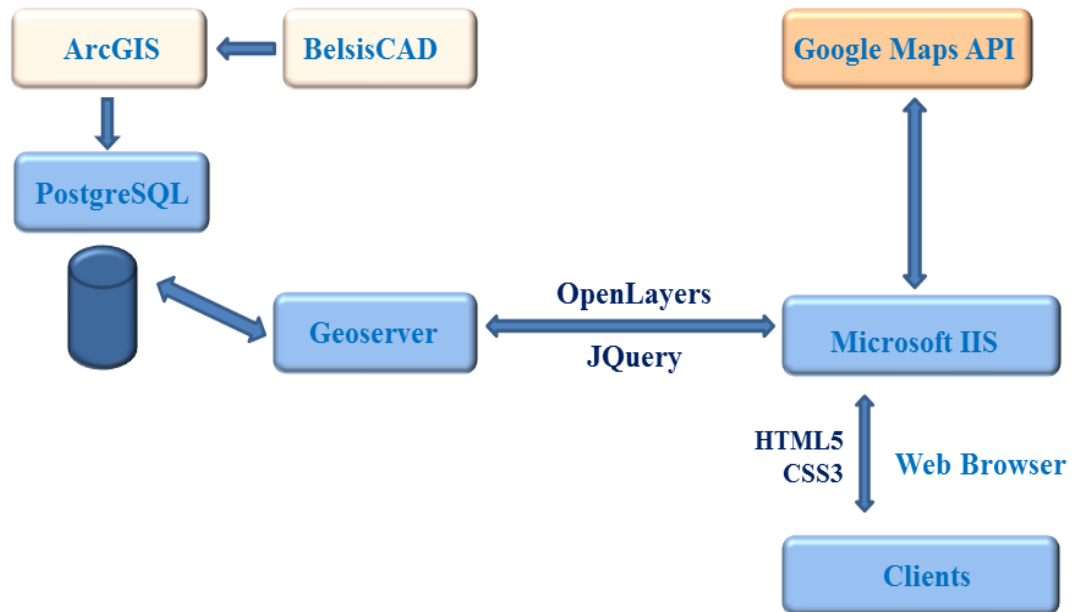 ArcGIS
BelsisCAD
Google Maps API
PostgreSQL
OpenLayers
Geoserver
JQuery
Microsoft IIS
HTML5
CSS3
Web Browser
Clients